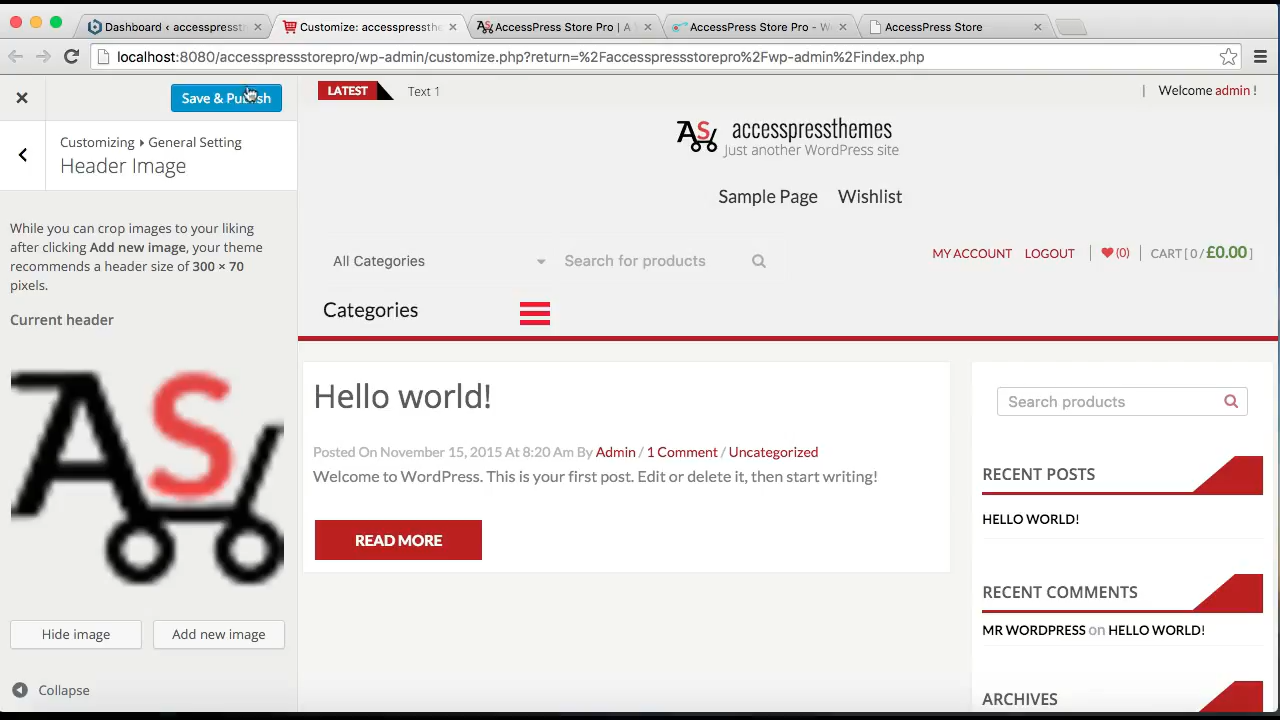 Dashboard ‹ accesspressst
Customize: accesspressthe
AccessPress Store Pro | A W
AccessPress Store Pro - Wo
AccessPress Store
localhost:8080/accesspressstorepro/wp-admin/customize.php?return=%2Faccesspressstorepro%2Fwp-admin%2Findex.php
Save & Publish
Customizing General Setting
Header Image
While you can crop images to your liking
after clicking Add new image, your theme
recommends a header size of 300 × 70
pixels.
Current header
AS
Hide image
Add new image
Collapse
LATEST
Text 1
| Welcome admin !
AS accesspressthemes
Just another WordPress site
Sample Page Wishlist
All Categories
Search for products
MY ACCOUNT LOGOUT (0) CART [ 0 / £0.00 ]
Categories
Hello world!
Posted On November 15, 2015 At 8:20 Am By Admin / 1 Comment / Uncategorized
Welcome to WordPress. This is your first post. Edit or delete it, then start writing!
READ MORE
Search products
RECENT POSTS
HELLO WORLD!
RECENT COMMENTS
MR WORDPRESS on HELLO WORLD!
ARCHIVES